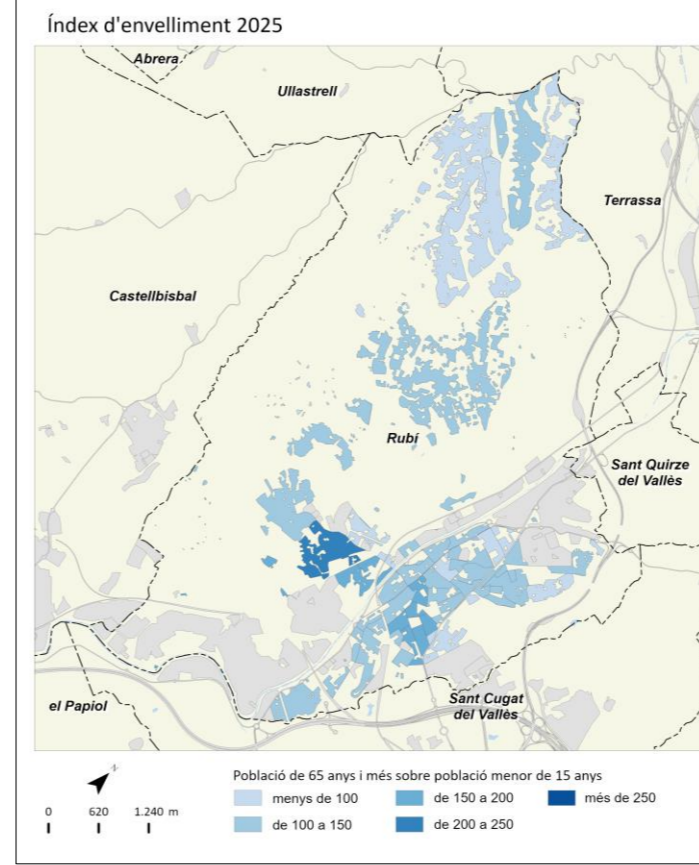 Índex d'envelliment 2025
Abrera
Ullastrell
Terrassa
Castellbisbal
Rubí
Sant Quirze
del Vallès
el Papiol
Sant Cugat
del Vallès
N
0 620 1.240 m
Població de 65 anys i més sobre població menor de 15 anys
menys de 100
de 150 a 200
més de 250
de 100 a 150
de 200 a 250